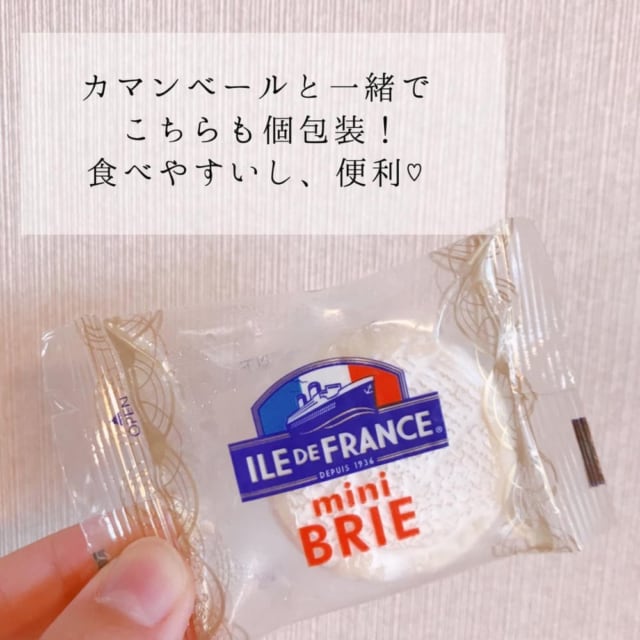 カマンベールと一緒で
こちらも個包装!
食べやすいし、便利♡
ILE DE FRANCE®
DEPUIS 1936
mini
BRIE
OPEN